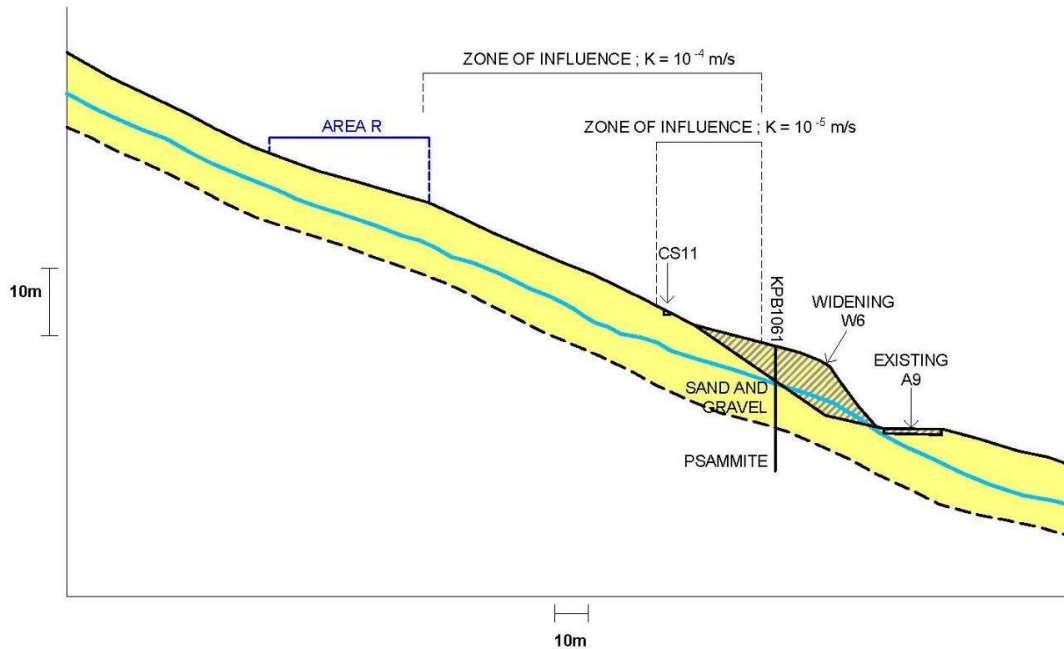 ZONE OF INFLUENCE ; K = 10⁻⁴ m/s
AREA R
ZONE OF INFLUENCE ; K = 10⁻⁵ m/s
CS11
KPB1061
WIDENING
W6
10m
EXISTING
A9
SAND AND
GRAVEL
PSAMMITE
10m